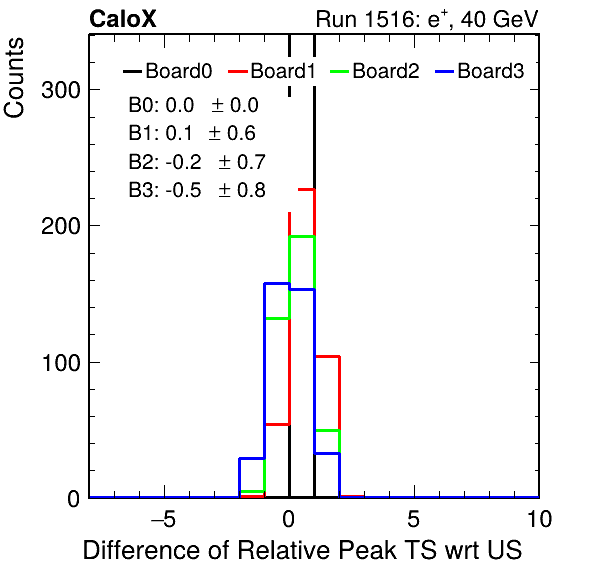 CaloX Run 1516: e⁺, 40 GeV
Counts
Board0 Board1 Board2 Board3
B0: 0.0 ± 0.0
B1: 0.1 ± 0.6
B2: -0.2 ± 0.7
B3: -0.5 ± 0.8
300
200
100
0
−5 0 5 10
Difference of Relative Peak TS wrt US